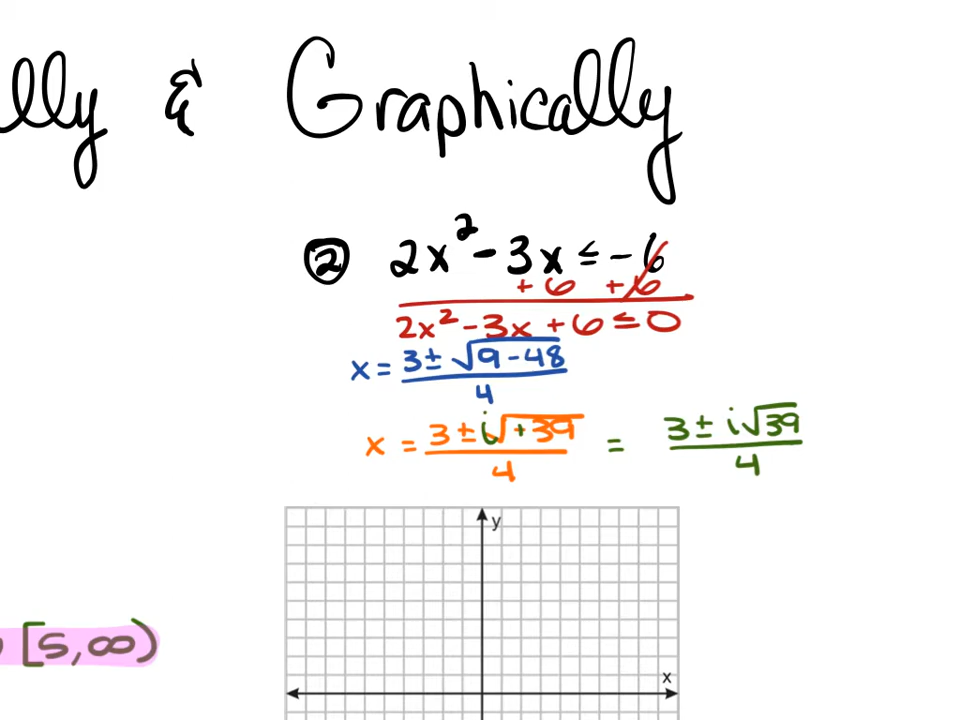 lly & Graphically
② 2x² - 3x ≤ -6
+ 6 + 6
2x² - 3x + 6 ≤ 0
x = (3 ± √(9 - 48))/4
x = (3 ± i√(+39))/4 = (3 ± i√39)/4
y
[5, ∞)
x